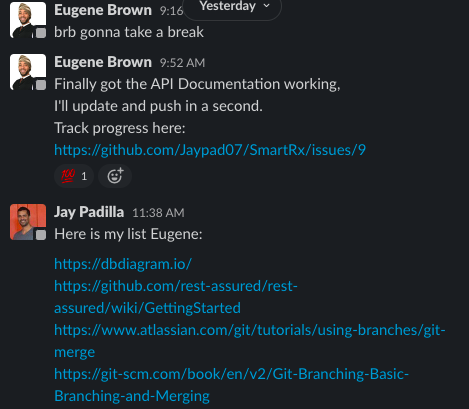 Yesterday
Eugene Brown 9:16
brb gonna take a break
Eugene Brown 9:52 AM
Finally got the API Documentation working,
I'll update and push in a second.
Track progress here:
https://github.com/Jaypad07/SmartRx/issues/9
💯 1
Jay Padilla 11:38 AM
Here is my list Eugene:
https://dbdiagram.io/
https://github.com/rest-assured/rest-
assured/wiki/GettingStarted
https://www.atlassian.com/git/tutorials/using-branches/git-
merge
https://git-scm.com/book/en/v2/Git-Branching-Basic-
Branching-and-Merging